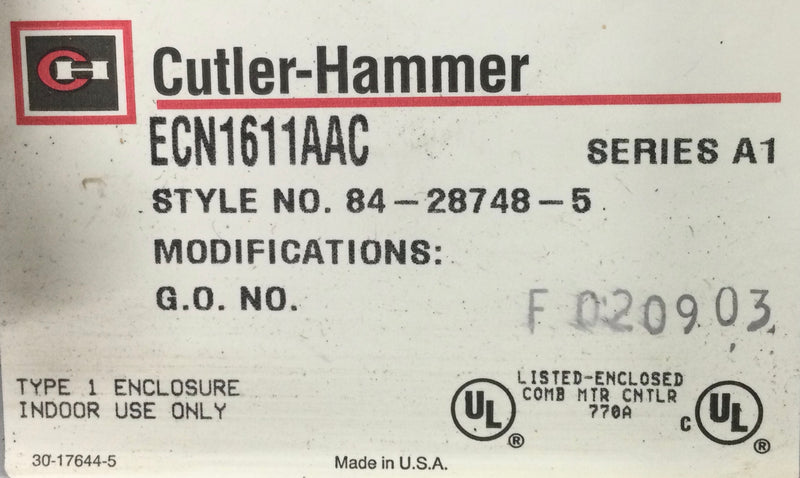 CH
Cutler-Hammer
ECN1611AAC SERIES A1
STYLE NO. 84-28748-5
MODIFICATIONS:
G.O. NO. F 020903
TYPE 1 ENCLOSURE
INDOOR USE ONLY
UL ®
LISTED-ENCLOSED
COMB MTR CNTLR
770A
C UL ®
30-17644-5 Made in U.S.A.